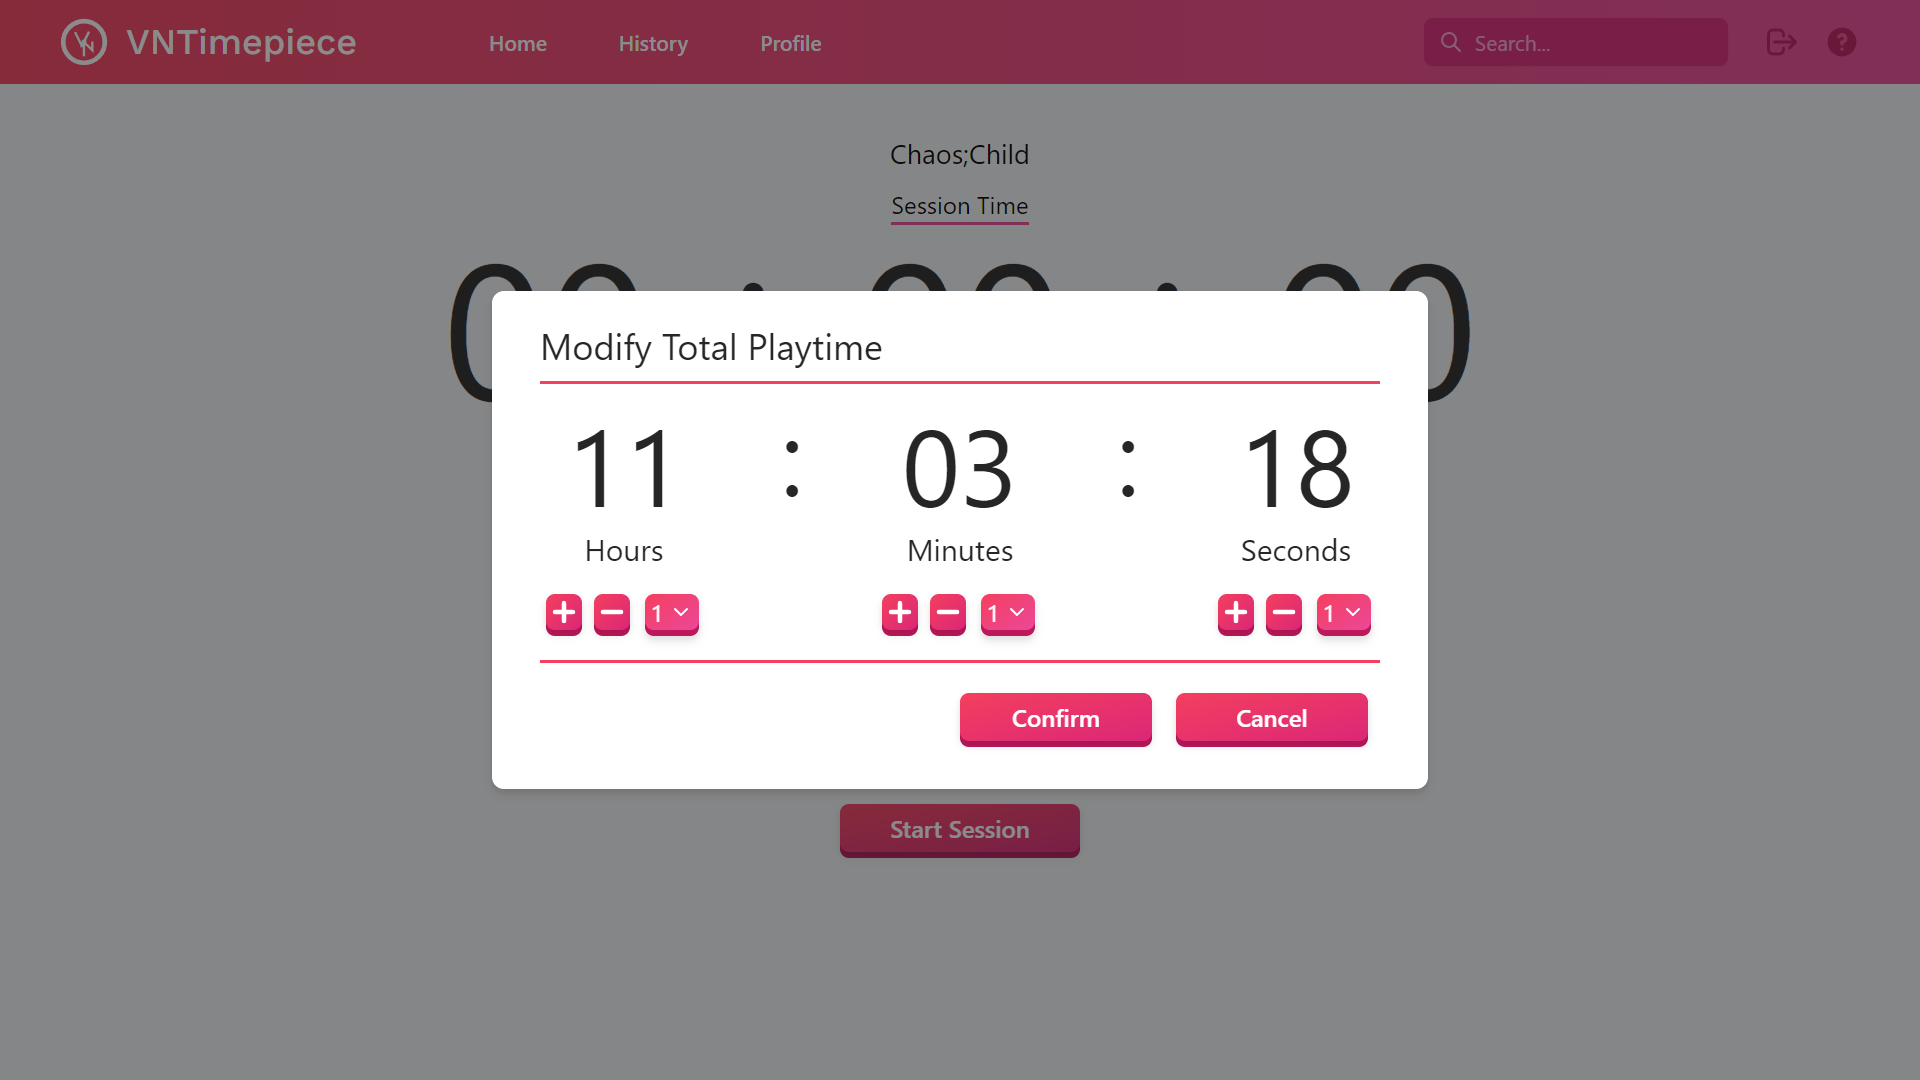 VNTimepiece Home History Profile Search...
Chaos;Child
Session Time
Modify Total Playtime
11 : 03 : 18
Hours Minutes Seconds
1 1 1
Confirm Cancel
Start Session